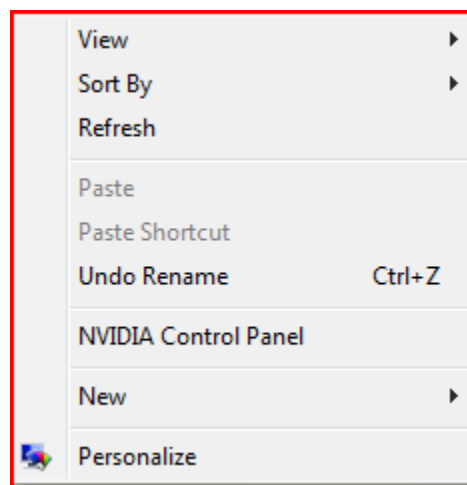 View
Sort By
Refresh
Paste
Paste Shortcut
Undo Rename Ctrl+Z
NVIDIA Control Panel
New
Personalize